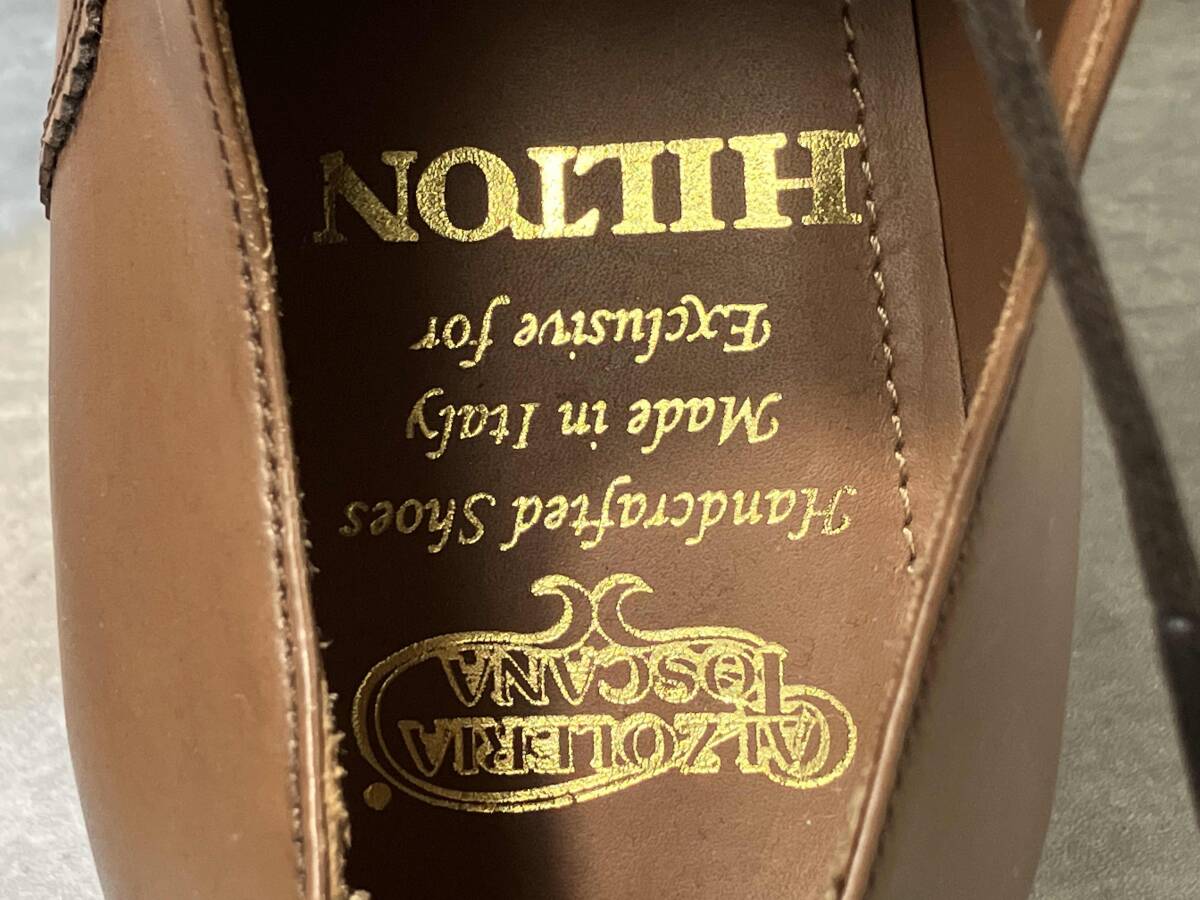 CALZOLERIA
TOSCANA
Handcrafted Shoes
Made in Italy
Exclusive for
HILTON